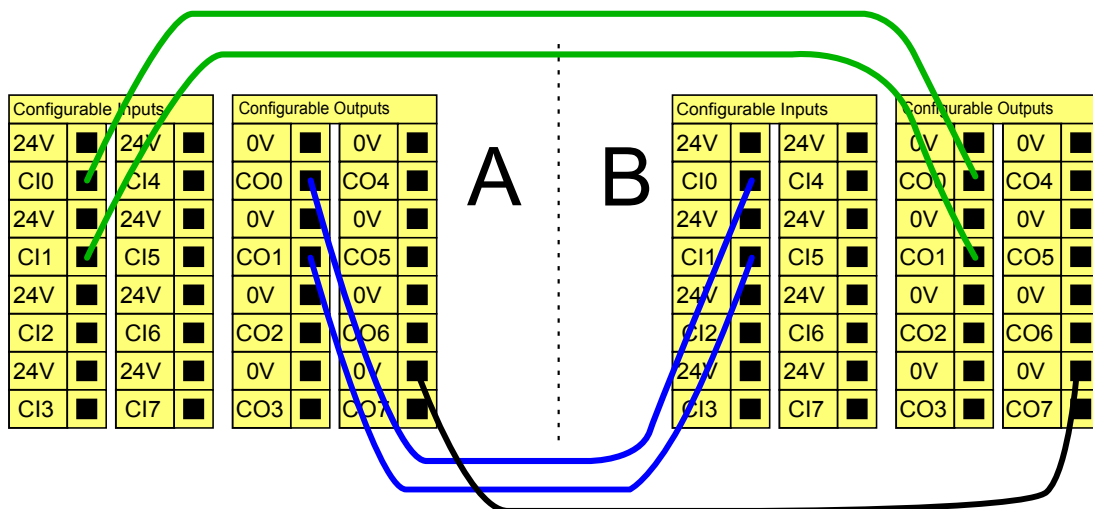 Configurable Inputs Configurable Outputs Configurable Inputs Configurable Outputs
24V 24V 0V 0V A B 24V 24V 0V 0V
CI0 CI4 CO0 CO4 CI0 CI4 CO0 CO4
24V 24V 0V 0V 24V 24V 0V 0V
CI1 CI5 CO1 CO5 CI1 CI5 CO1 CO5
24V 24V 0V 0V 24V 24V 0V 0V
CI2 CI6 CO2 CO6 CI2 CI6 CO2 CO6
24V 24V 0V 0V 24V 24V 0V 0V
CI3 CI7 CO3 CO7 CI3 CI7 CO3 CO7